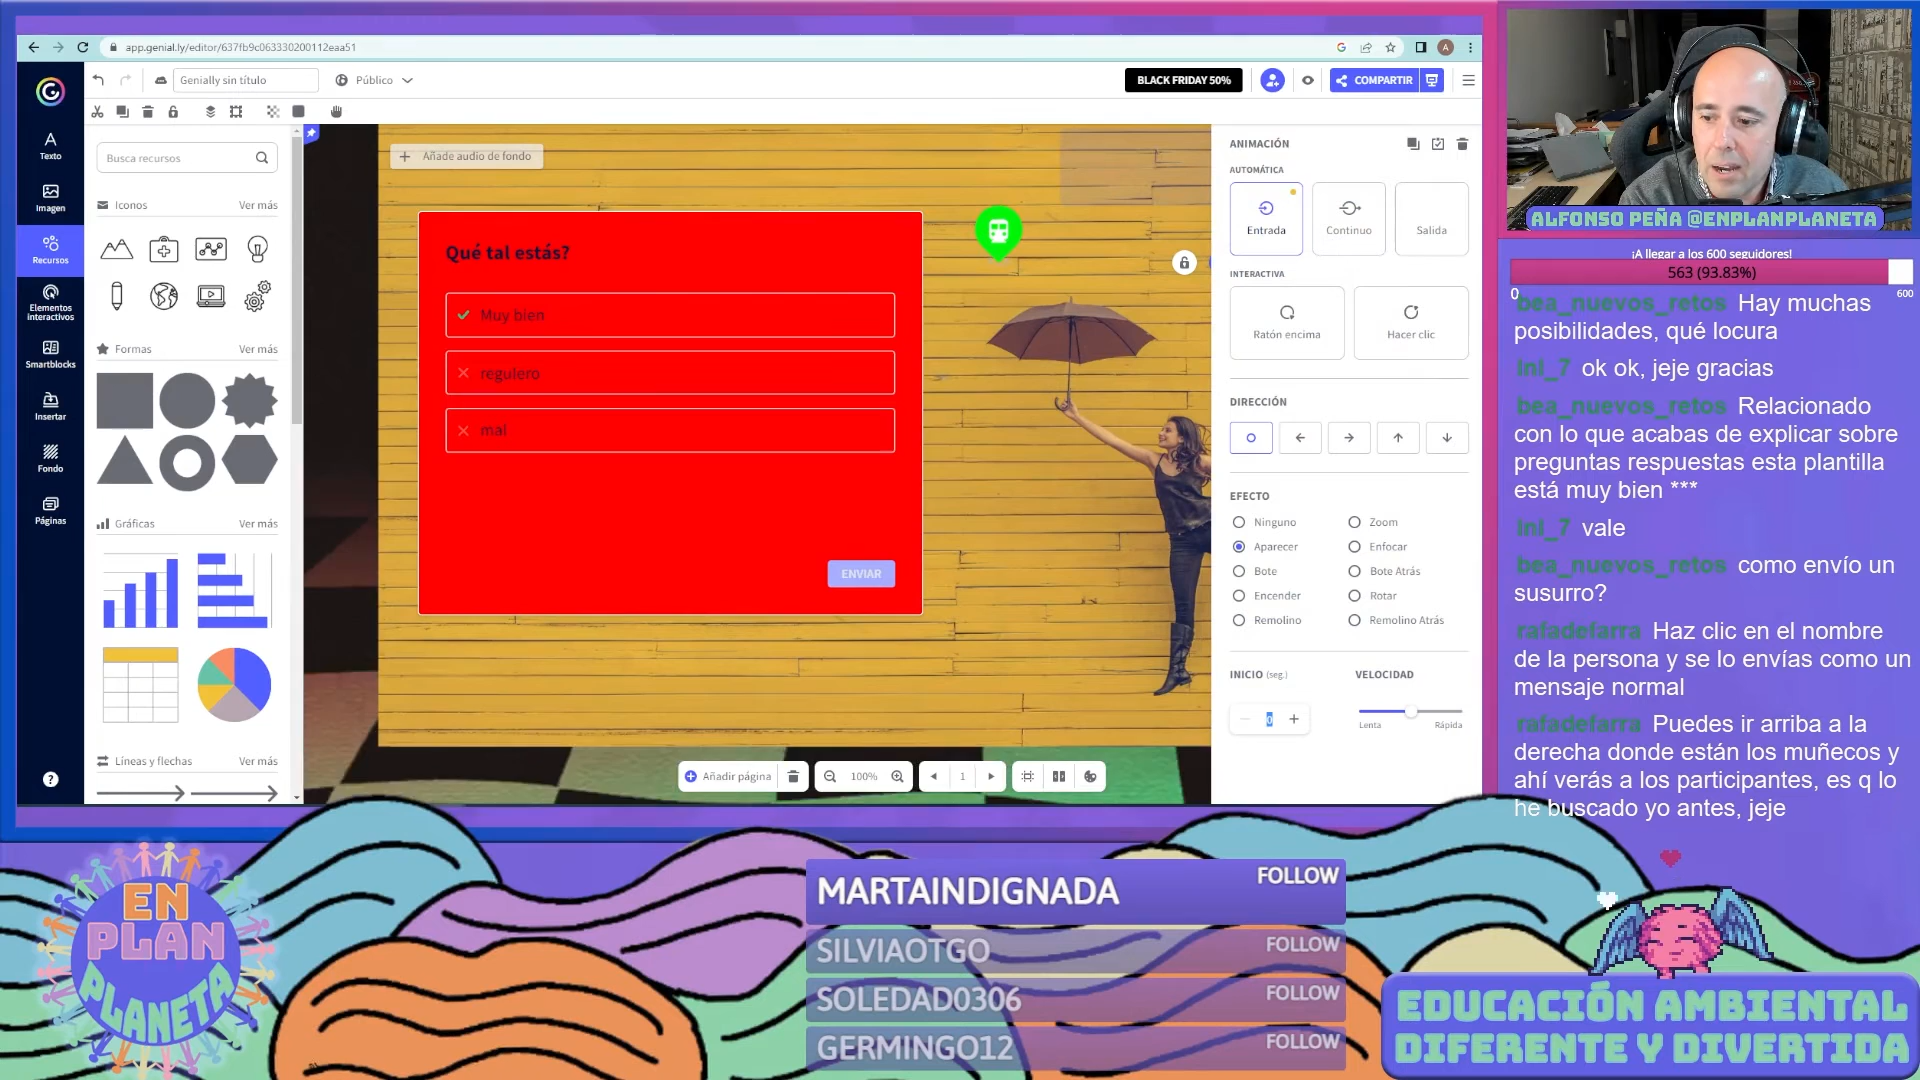 app.genial.ly/editor/637fb9c063330200112eaa51
G
A
Genially sin título
Público
BLACK FRIDAY 50%
COMPARTIR
Texto
Imagen
Recursos
Elementos
interactivos
Smartblocks
Insertar
Fondo
Páginas
?
Busca recursos
Iconos
Ver más
Formas
Ver más
Gráficas
Ver más
Líneas y flechas
Ver más
Añade audio de fondo
Qué tal estás?
Muy bien
regulero
mal
ENVIAR
Añadir página
100%
1
ANIMACIÓN
AUTOMÁTICA
Entrada
Continuo
Salida
INTERACTIVA
Ratón encima
Hacer clic
DIRECCIÓN
EFECTO
Ninguno
Zoom
Aparecer
Enfocar
Bote
Bote Atrás
Encender
Rotar
Remolino
Remolino Atrás
INICIO (seg.)
VELOCIDAD
0
Lenta
Rápida
ALFONSO PEÑA @ENPLANPLANETA
¡A llegar a los 600 seguidores!
563 (93.83%)
0
600
bea_nuevos_retos Hay muchas
posibilidades, qué locura
ini_7 ok ok, jeje gracias
bea_nuevos_retos Relacionado
con lo que acabas de explicar sobre
preguntas respuestas esta plantilla
está muy bien ***
ini_7 vale
bea_nuevos_retos como envío un
susurro?
rafadefarra Haz clic en el nombre
de la persona y se lo envías como un
mensaje normal
rafadefarra Puedes ir arriba a la
derecha donde están los muñecos y
ahí verás a los participantes, es q lo
he buscado yo antes, jeje
EN
PLAN
PLANETA
MARTAINDIGNADA
FOLLOW
SILVIAOTGO
FOLLOW
SOLEDAD0306
FOLLOW
GERMINGO12
FOLLOW
EDUCACIÓN AMBIENTAL
DIFERENTE Y DIVERTIDA